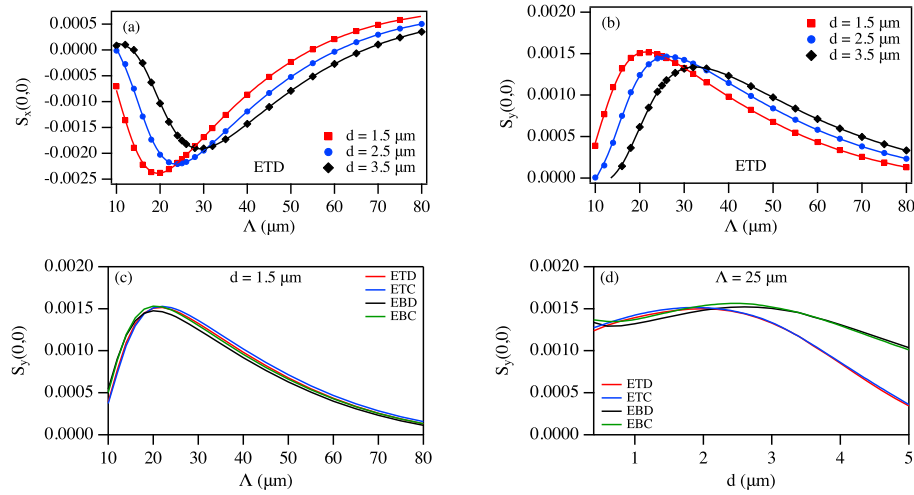 (a)
0.0005
0.0000
-0.0005
-0.0010
-0.0015
-0.0020
-0.0025
Sx(0,0)
d = 1.5 μm
d = 2.5 μm
d = 3.5 μm
ETD
10 20 30 40 50 60 70 80
Λ (μm)
(b)
0.0020
0.0015
0.0010
0.0005
0.0000
Sy(0,0)
d = 1.5 μm
d = 2.5 μm
d = 3.5 μm
ETD
10 20 30 40 50 60 70 80
Λ (μm)
(c)
d = 1.5 μm
0.0020
0.0015
0.0010
0.0005
0.0000
Sy(0,0)
ETD
ETC
EBD
EBC
10 20 30 40 50 60 70 80
Λ (μm)
(d)
Λ = 25 μm
0.0020
0.0015
0.0010
0.0005
0.0000
Sy(0,0)
ETD
ETC
EBD
EBC
1 2 3 4 5
d (μm)